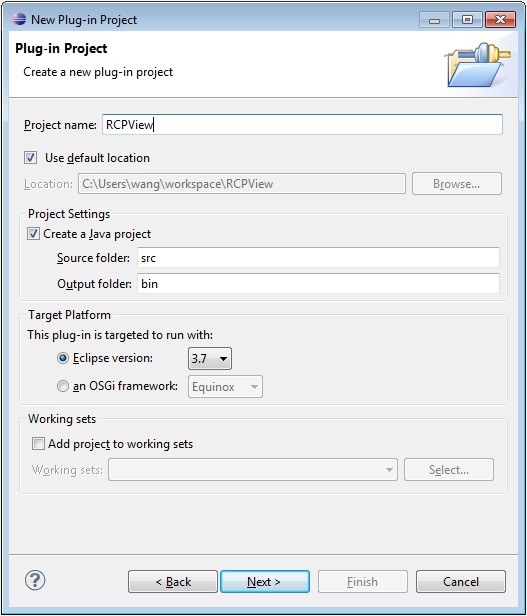 New Plug-in Project
Plug-in Project
Create a new plug-in project
Project name: RCPView
Use default location
Location: C:\Users\wang\workspace\RCPView Browse...
Project Settings
Create a Java project
Source folder: src
Output folder: bin
Target Platform
This plug-in is targeted to run with:
Eclipse version: 3.7
an OSGi framework: Equinox
Working sets
Add project to working sets
Working sets: Select...
? < Back Next > Finish Cancel